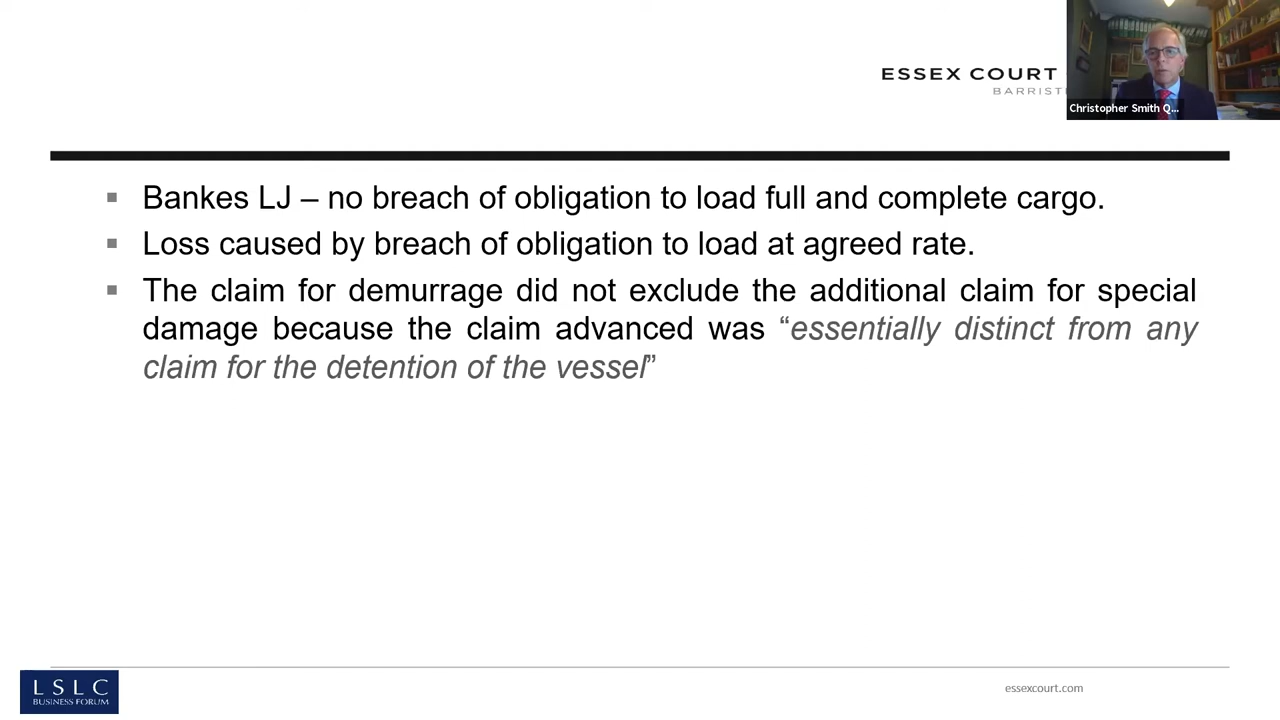 ESSEX COURT
BARRIST
Christopher Smith Q...
▪ Bankes LJ – no breach of obligation to load full and complete cargo.
▪ Loss caused by breach of obligation to load at agreed rate.
▪ The claim for demurrage did not exclude the additional claim for special
damage because the claim advanced was “essentially distinct from any
claim for the detention of the vessel”
LSLC
BUSINESS FORUM
essexcourt.com